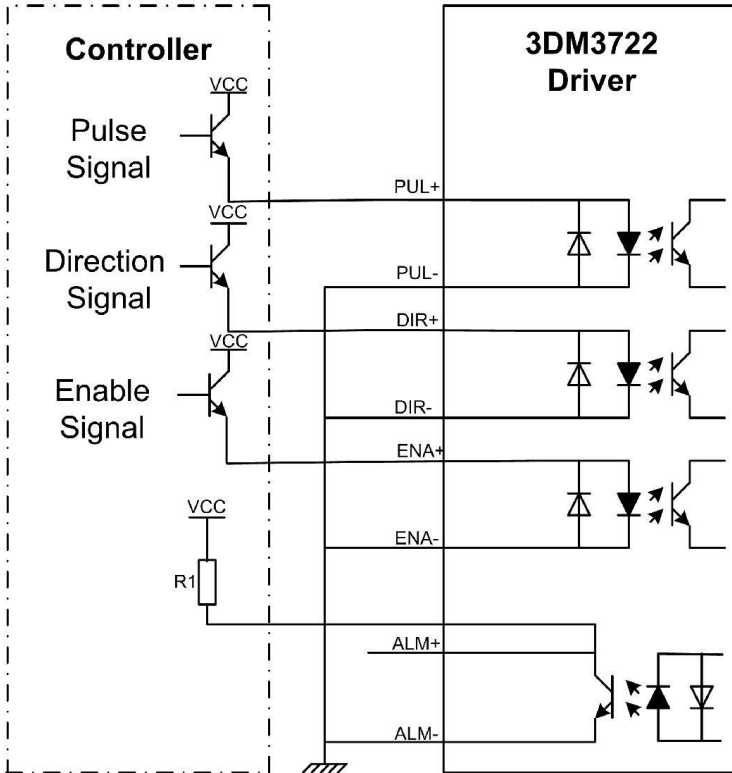 Controller
3DM3722
Driver
VCC
Pulse
Signal
PUL+
VCC
Direction
Signal
PUL-
DIR+
VCC
Enable
Signal
DIR-
ENA+
VCC
ENA-
R1
ALM+
ALM-